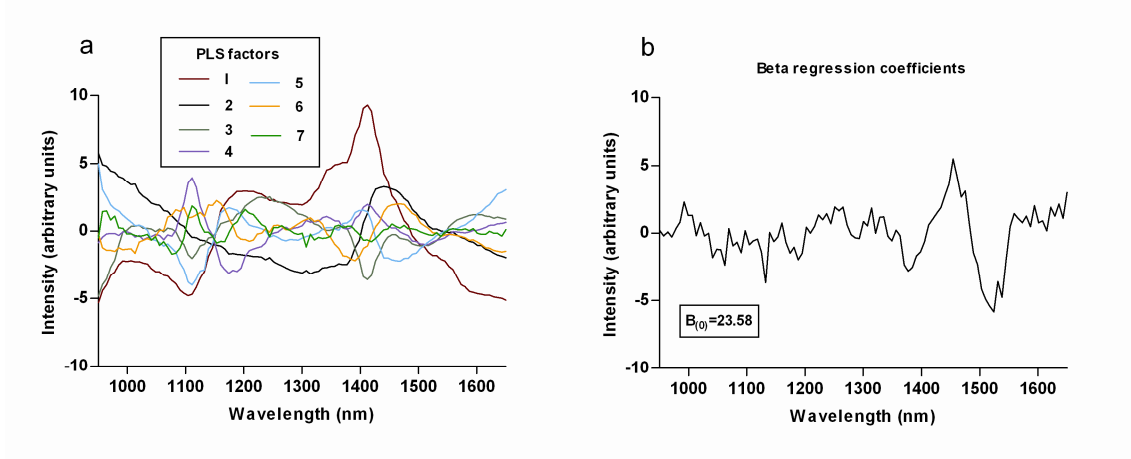 a
PLS factors
1
2
3
4
5
6
7
10
5
0
-5
-10
Intensity (arbitrary units)
1000 1100 1200 1300 1400 1500 1600
Wavelength (nm)
b
Beta regression coefficients
10
5
0
-5
-10
Intensity (arbitrary units)
B(0)=23.58
1000 1100 1200 1300 1400 1500 1600
Wavelength (nm)